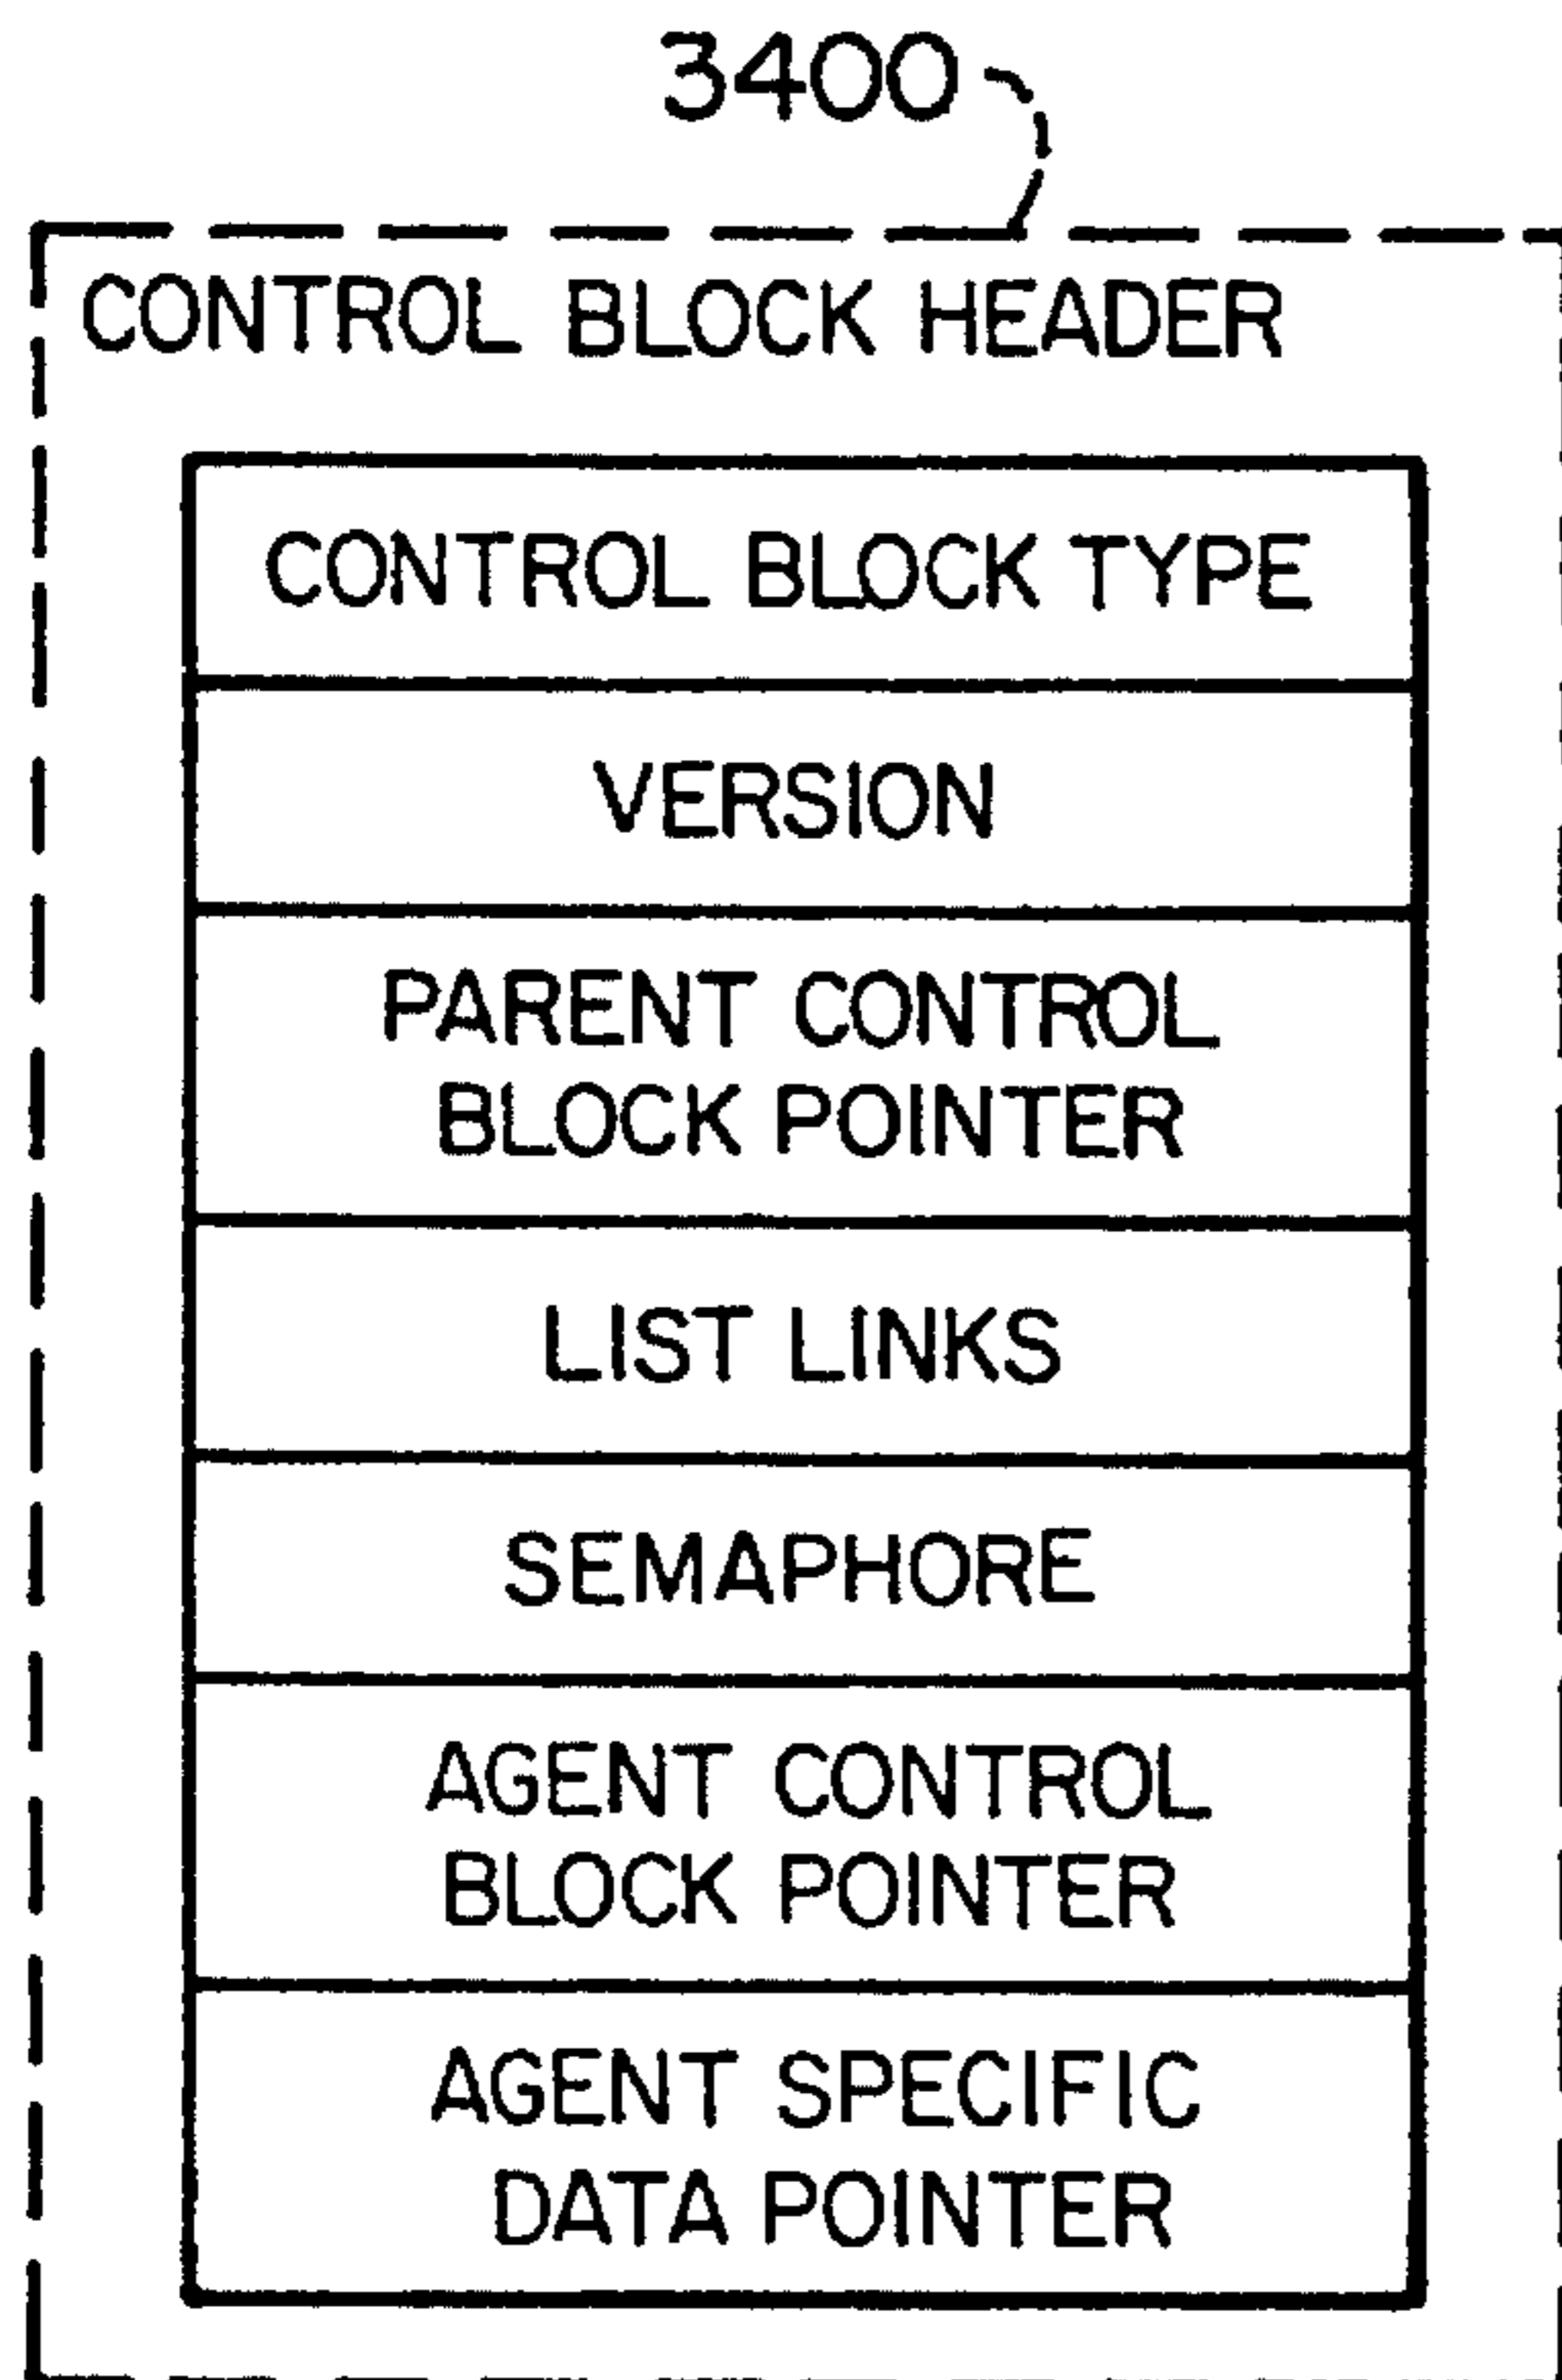 3400
CONTROL BLOCK HEADER
CONTROL BLOCK TYPE
VERSION
PARENT CONTROL
BLOCK POINTER
LIST LINKS
SEMAPHORE
AGENT CONTROL
BLOCK POINTER
AGENT SPECIFIC
DATA POINTER